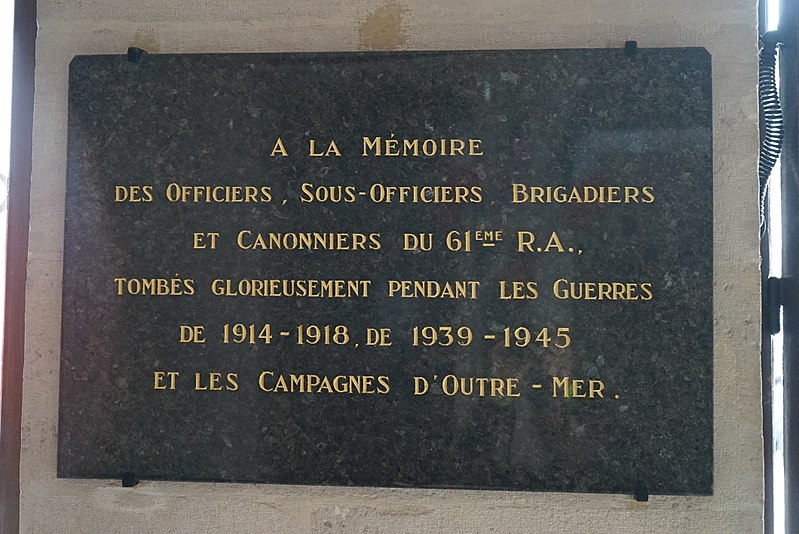 A LA MÉMOIRE
DES OFFICIERS, SOUS-OFFICIERS BRIGADIERS
ET CANONNIERS DU 61ÈME R.A.,
TOMBÉS GLORIEUSEMENT PENDANT LES GUERRES
DE 1914-1918, DE 1939-1945
ET LES CAMPAGNES D'OUTRE-MER.